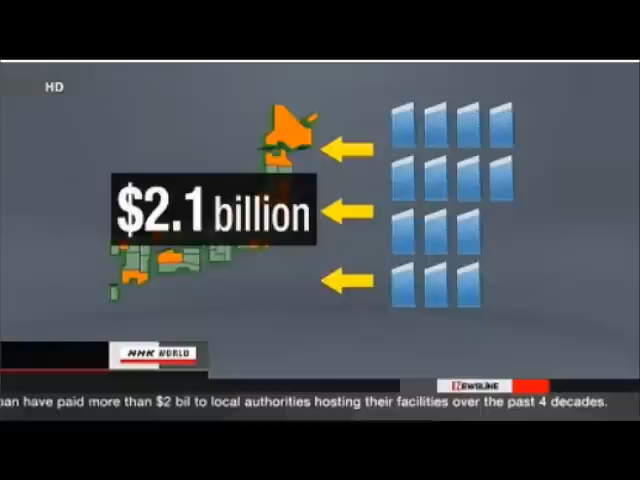 HD
$2.1 billion
NHK WORLD
NEWSLINE
pan have paid more than $2 bil to local authorities hosting their facilities over the past 4 decades.